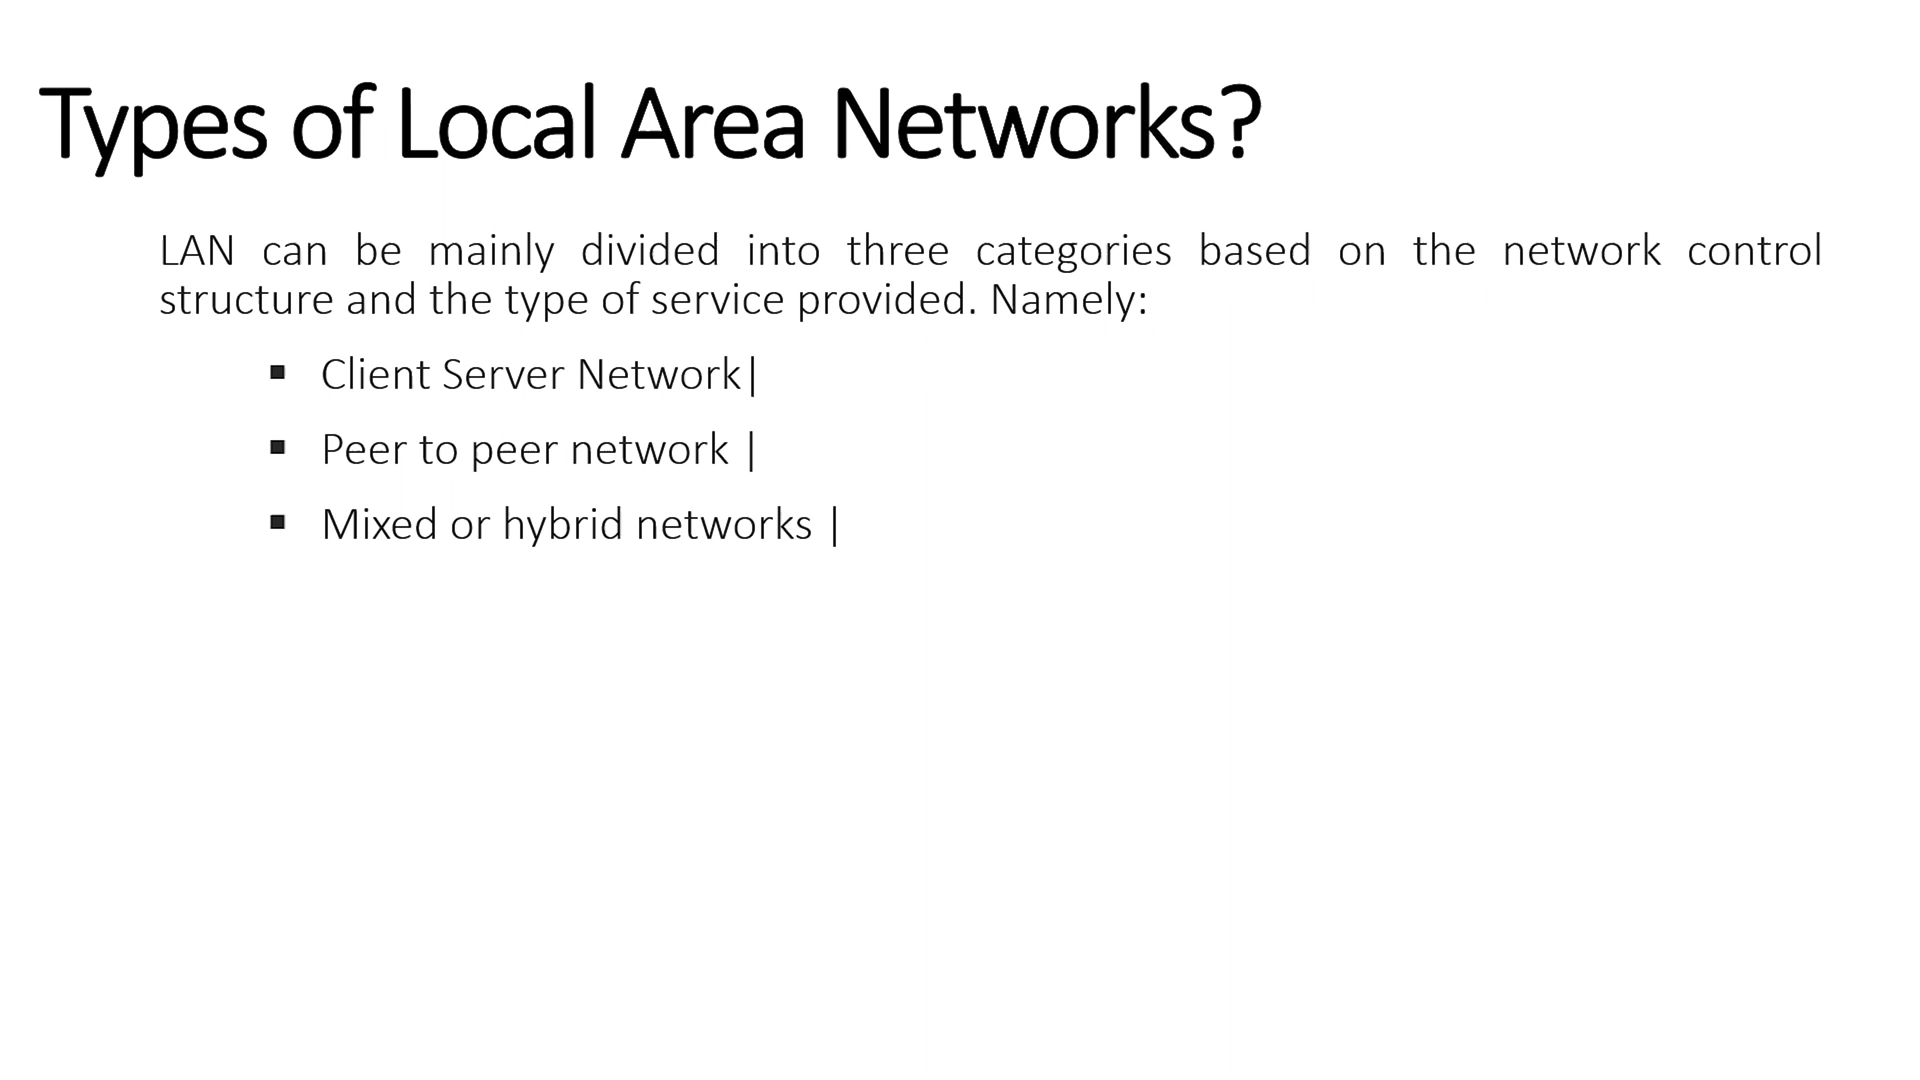 Types of Local Area Networks?
LAN can be mainly divided into three categories based on the network control
structure and the type of service provided. Namely:
▪ Client Server Network|
▪ Peer to peer network |
▪ Mixed or hybrid networks |